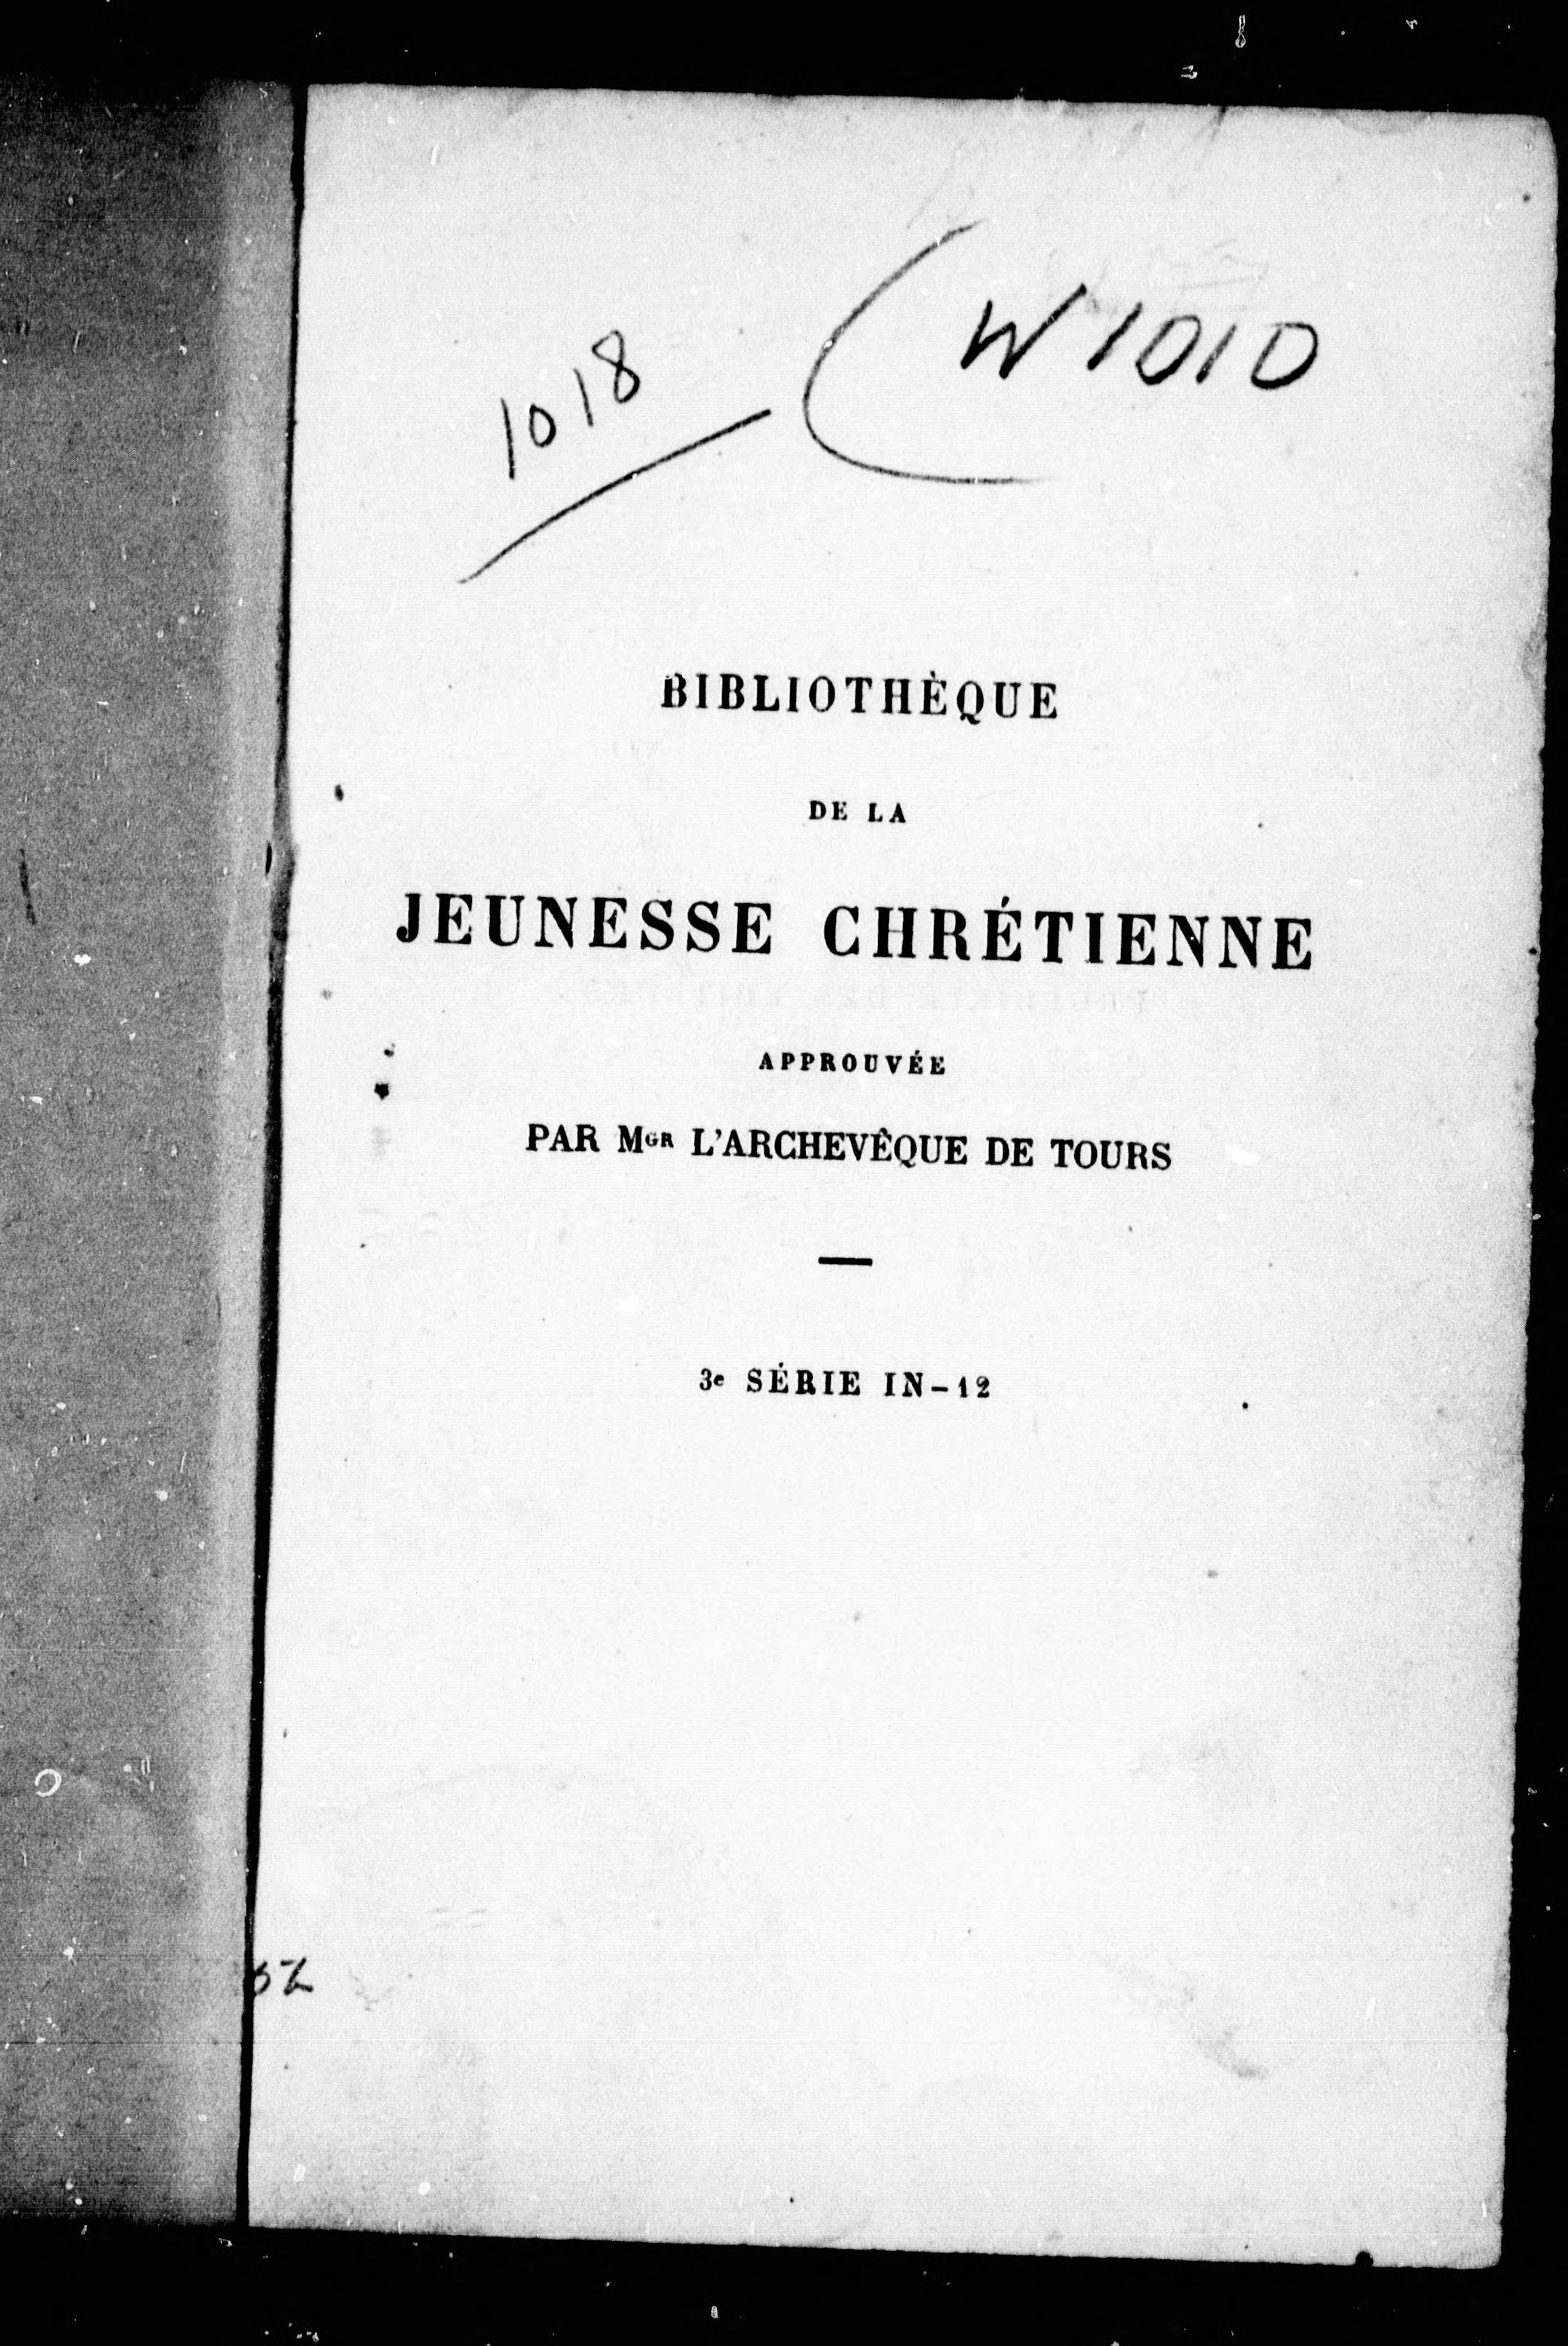 W1010
1018
BIBLIOTHÈQUE
DE LA
JEUNESSE CHRÉTIENNE
APPROUVÉE
PAR MGR L'ARCHEVÊQUE DE TOURS
3e SÉRIE IN-12